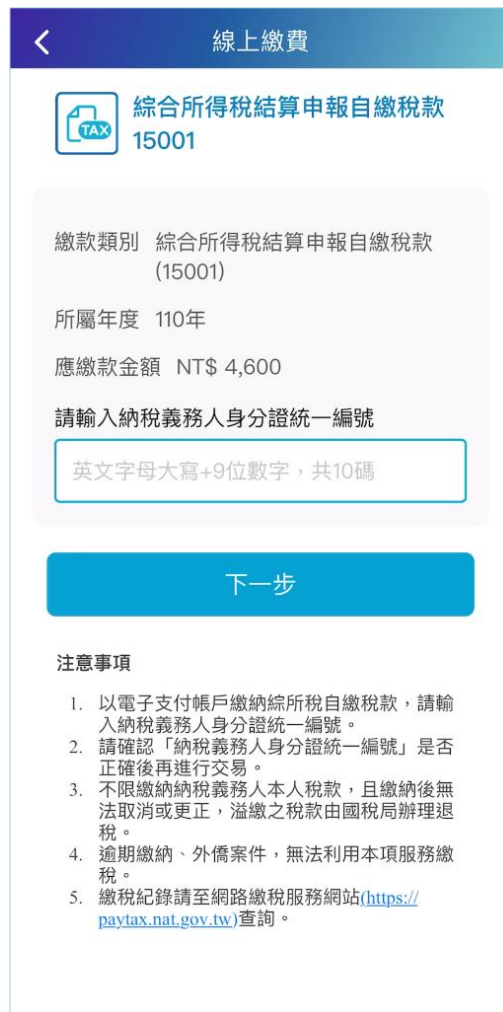 線上繳費
綜合所得稅結算申報自繳稅款
15001
TAX
繳款類別 綜合所得稅結算申報自繳稅款
(15001)
所屬年度 110年
應繳款金額 NT$ 4,600
請輸入納稅義務人身分證統一編號
英文字母大寫+9位數字，共10碼
下一步
注意事項
1. 以電子支付帳戶繳納綜所稅自繳稅款，請輸
入納稅義務人身分證統一編號。
2. 請確認「納稅義務人身分證統一編號」是否
正確後再進行交易。
3. 不限繳納納稅義務人本人稅款，且繳納後無
法取消或更正，溢繳之稅款由國稅局辦理退
稅。
4. 逾期繳納、外僑案件，無法利用本項服務繳
稅。
5. 繳稅紀錄請至網路繳稅服務網站(https://
paytax.nat.gov.tw)查詢。